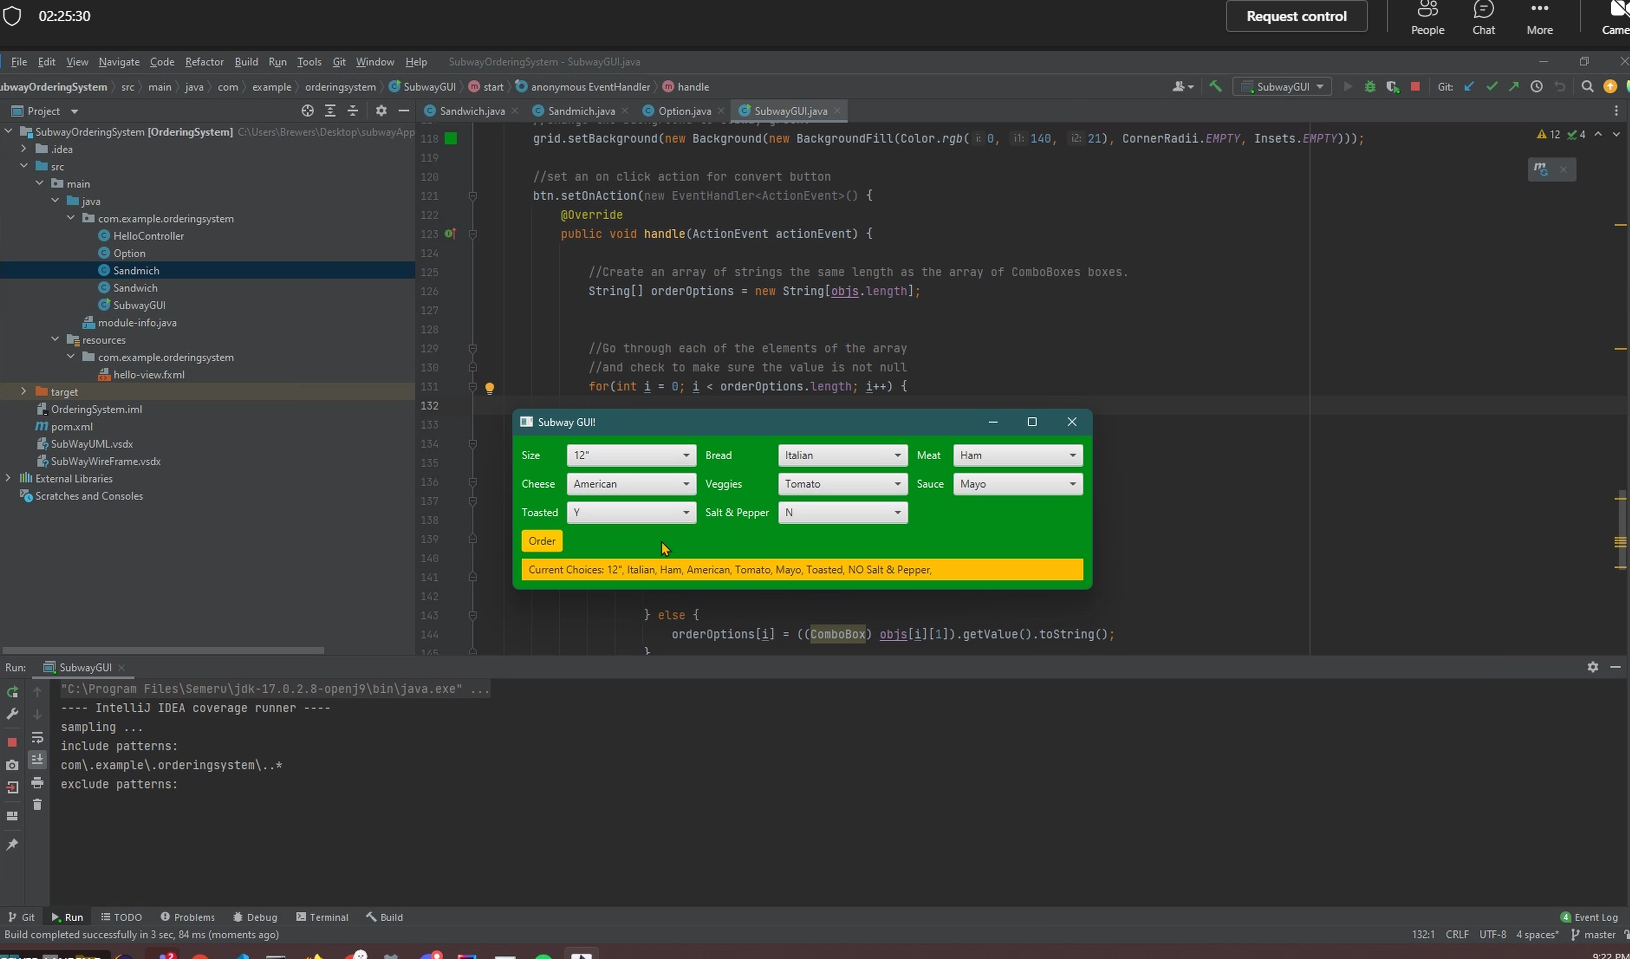 02:25:30
Request control
People
Chat
More
Came
File Edit View Navigate Code Refactor Build Run Tools Git Window Help SubwayOrderingSystem - SubwayGUI.java
ubwayOrderingSystem src main java com example orderingsystem SubwayGUI start anonymous EventHandler handle
SubwayGUI
Git:
Project
Sandwich.java
Sandmich.java
Option.java
SubwayGUI.java
SubwayOrderingSystem [OrderingSystem] C:\Users\Brewers\Desktop\subwayApp
.idea
src
main
java
com.example.orderingsystem
HelloController
Option
Sandmich
Sandwich
SubwayGUI
module-info.java
resources
com.example.orderingsystem
hello-view.fxml
target
OrderingSystem.iml
pom.xml
SubWayUML.vsdx
SubWayWireFrame.vsdx
External Libraries
Scratches and Consoles
12 4
118 grid.setBackground(new Background(new BackgroundFill(Color.rgb( r: 0, i1: 140, i2: 21), CornerRadii.EMPTY, Insets.EMPTY)));
119
120 //set an on click action for convert button
121 btn.setOnAction(new EventHandler<ActionEvent>() {
122 @Override
123 public void handle(ActionEvent actionEvent) {
124
125 //Create an array of strings the same length as the array of ComboBoxes boxes.
126 String[] orderOptions = new String[objs.length];
127
128
129 //Go through each of the elements of the array
130 //and check to make sure the value is not null
131 for(int i = 0; i < orderOptions.length; i++) {
132
133
134
135
136
137
138
139
140
141
142
143 } else {
144 orderOptions[i] = ((ComboBox) objs[i][1]).getValue().toString();
145 }
Subway GUI!
Size 12" Bread Italian Meat Ham
Cheese American Veggies Tomato Sauce Mayo
Toasted Y Salt & Pepper N
Order
Current Choices: 12", Italian, Ham, American, Tomato, Mayo, Toasted, NO Salt & Pepper,
Run: SubwayGUI
"C:\Program Files\Semeru\jdk-17.0.2.8-openj9\bin\java.exe" ...
---- IntelliJ IDEA coverage runner ----
sampling ...
include patterns:
com\.example\.orderingsystem\..*
exclude patterns:
Git Run TODO Problems Debug Terminal Build
4 Event Log
Build completed successfully in 3 sec, 84 ms (moments ago)
132:1 CRLF UTF-8 4 spaces* master
9:22 PM